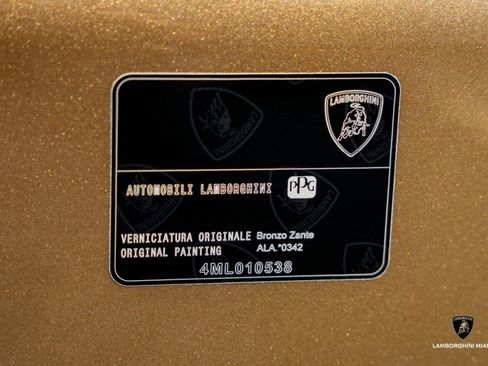 LAMBORGHINI
AUTOMOBILI LAMBORGHINI PPG
VERNICIATURA ORIGINALE Bronzo Zante
ORIGINAL PAINTING ALA.°0342
4ML010538
LAMBORGHINI MIA